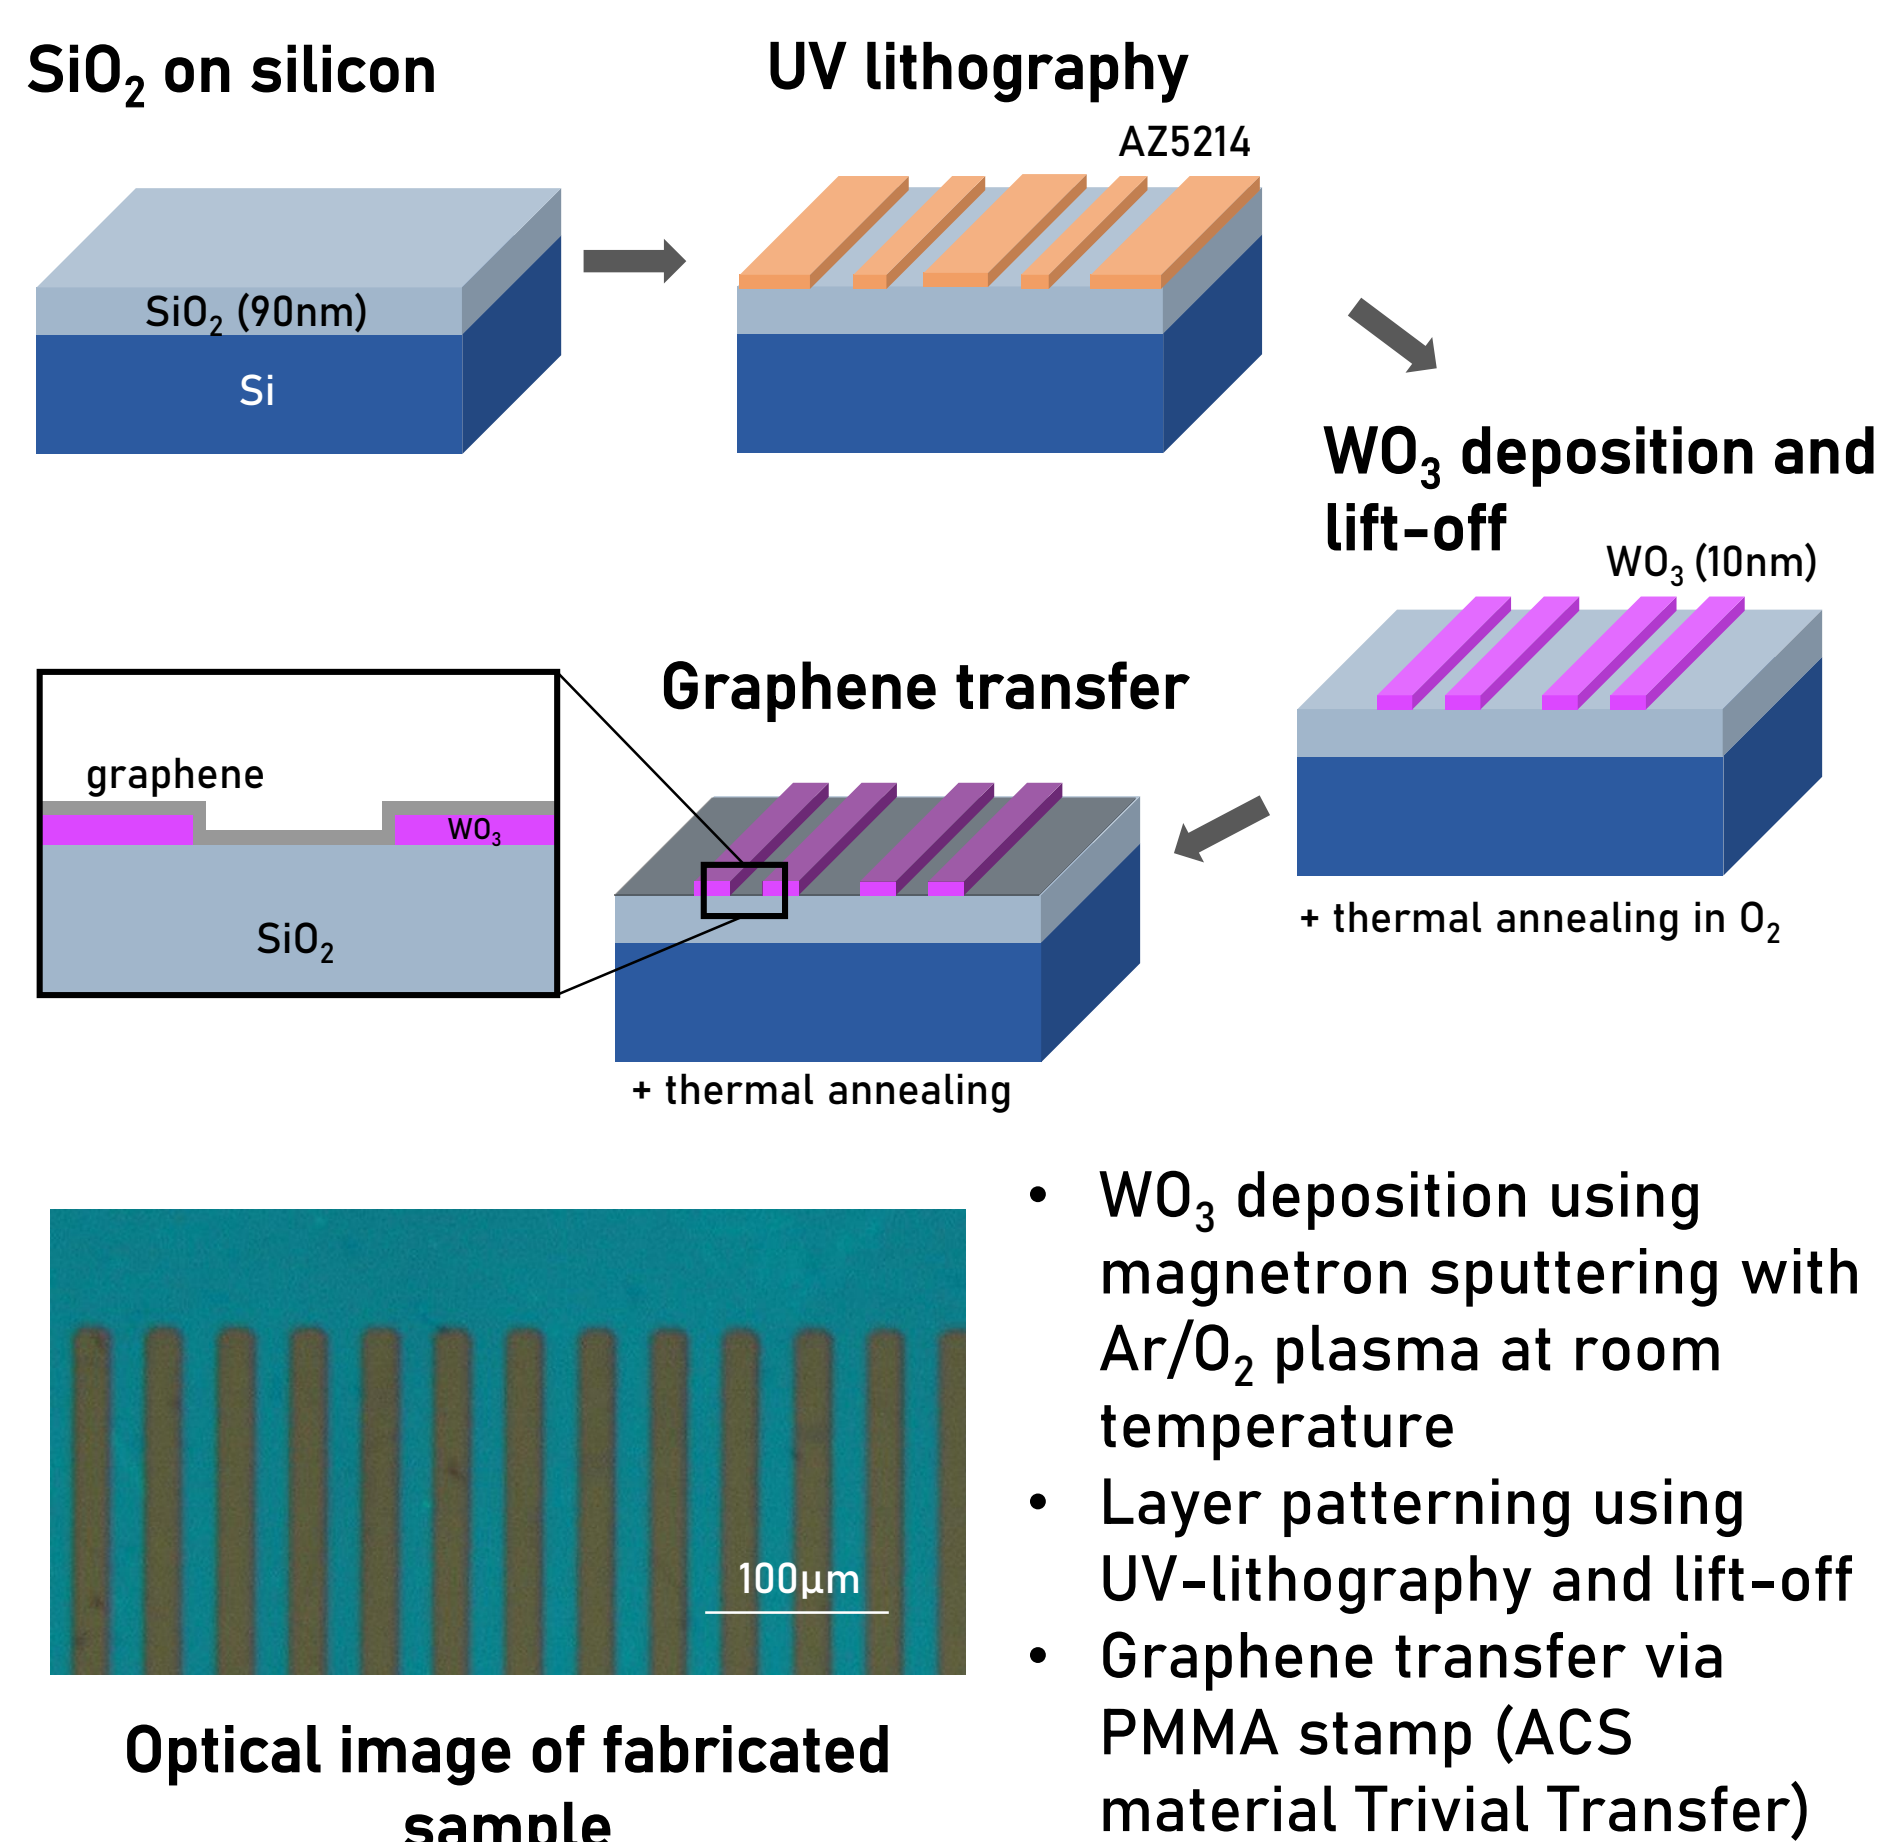 SiO₂ on silicon
UV lithography
AZ5214
SiO₂ (90nm)
Si
WO₃ deposition and
lift-off
WO₃ (10nm)
+ thermal annealing in O₂
Graphene transfer
graphene
WO₃
SiO₂
+ thermal annealing
100µm
Optical image of fabricated
sample
• WO₃ deposition using
magnetron sputtering with
Ar/O₂ plasma at room
temperature
• Layer patterning using
UV-lithography and lift-off
• Graphene transfer via
PMMA stamp (ACS
material Trivial Transfer)